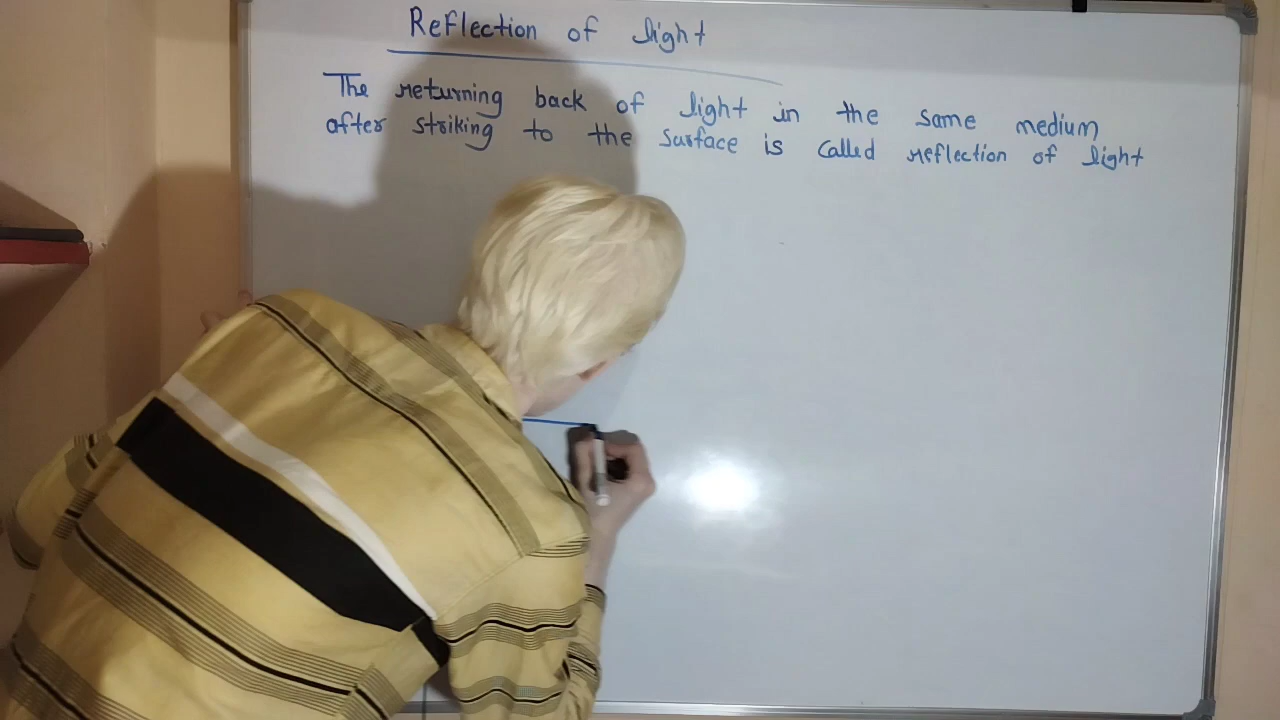 Reflection of light
The returning back of light in the same medium
after striking to the surface is called reflection of light